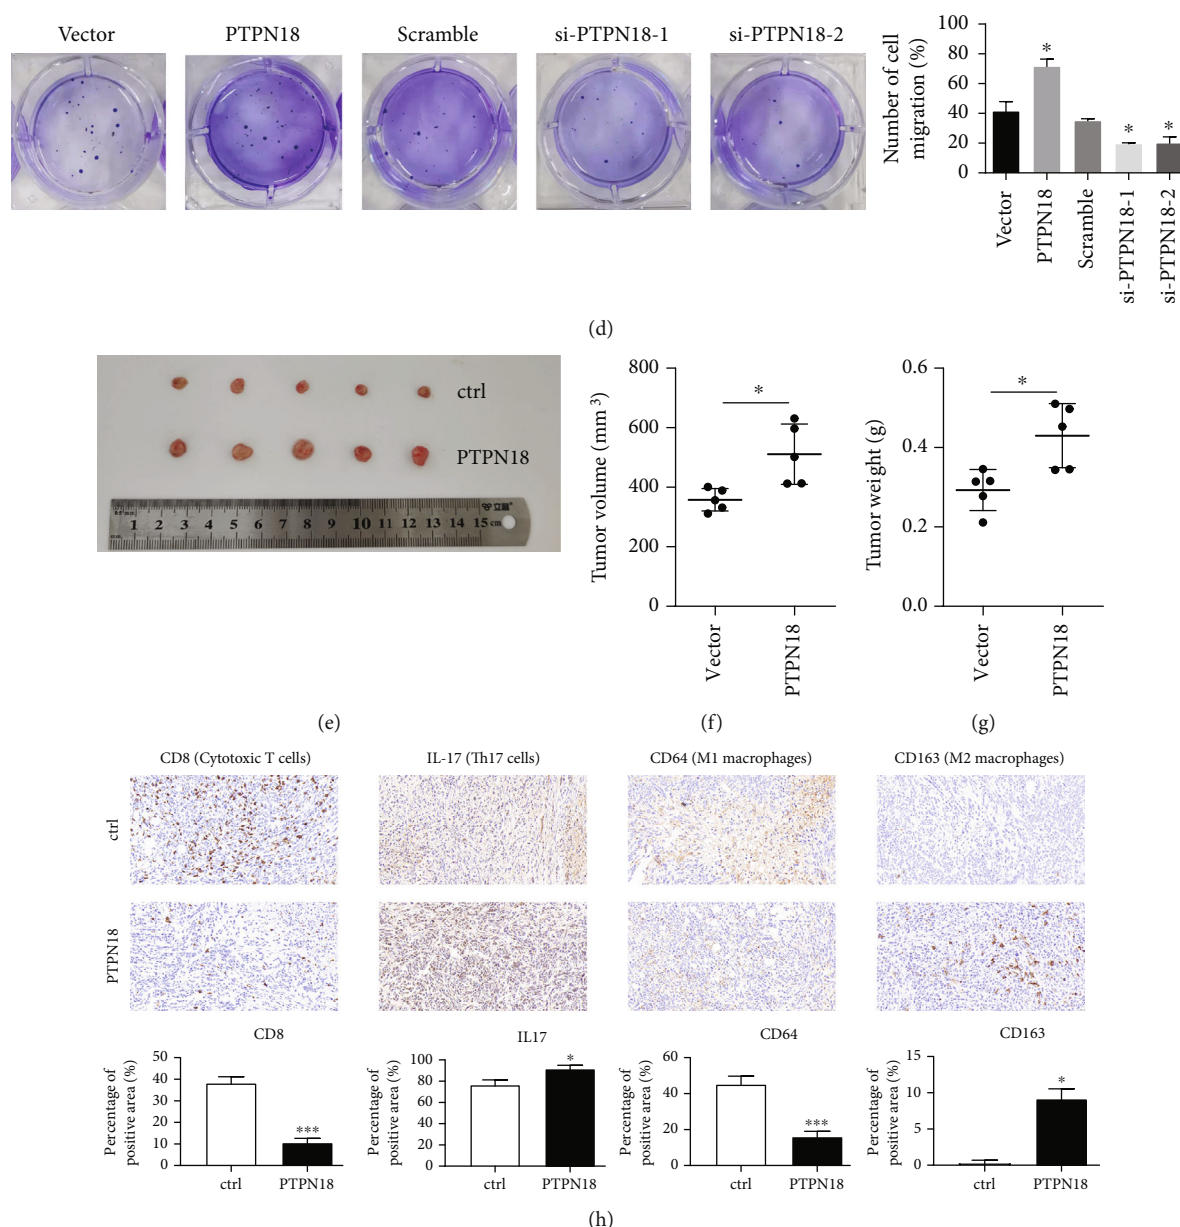 Vector
PTPN18
Scramble
si-PTPN18-1
si-PTPN18-2
Number of cell
migration (%)
100
80
60
40
20
0
*
*
*
Vector
PTPN18
Scramble
si-PTPN18-1
si-PTPN18-2
(d)
ctrl
PTPN18
1 2 3 4 5 6 7 8 9 10 11 12 13 14 15 cm
(e)
Tumor volume (mm³)
800
600
400
200
0
*
Vector
PTPN18
(f)
Tumor weight (g)
0.6
0.4
0.2
0.0
*
Vector
PTPN18
(g)
CD8 (Cytotoxic T cells)
IL-17 (Th17 cells)
CD64 (M1 macrophages)
CD163 (M2 macrophages)
ctrl
PTPN18
CD8
Percentage of
positive area (%)
50
40
30
20
10
0
***
ctrl
PTPN18
IL17
Percentage of
positive area (%)
100
80
60
40
20
0
*
ctrl
PTPN18
CD64
Percentage of
positive area (%)
60
40
20
0
***
ctrl
PTPN18
CD163
Percentage of
positive area (%)
15
10
5
0
*
ctrl
PTPN18
(h)